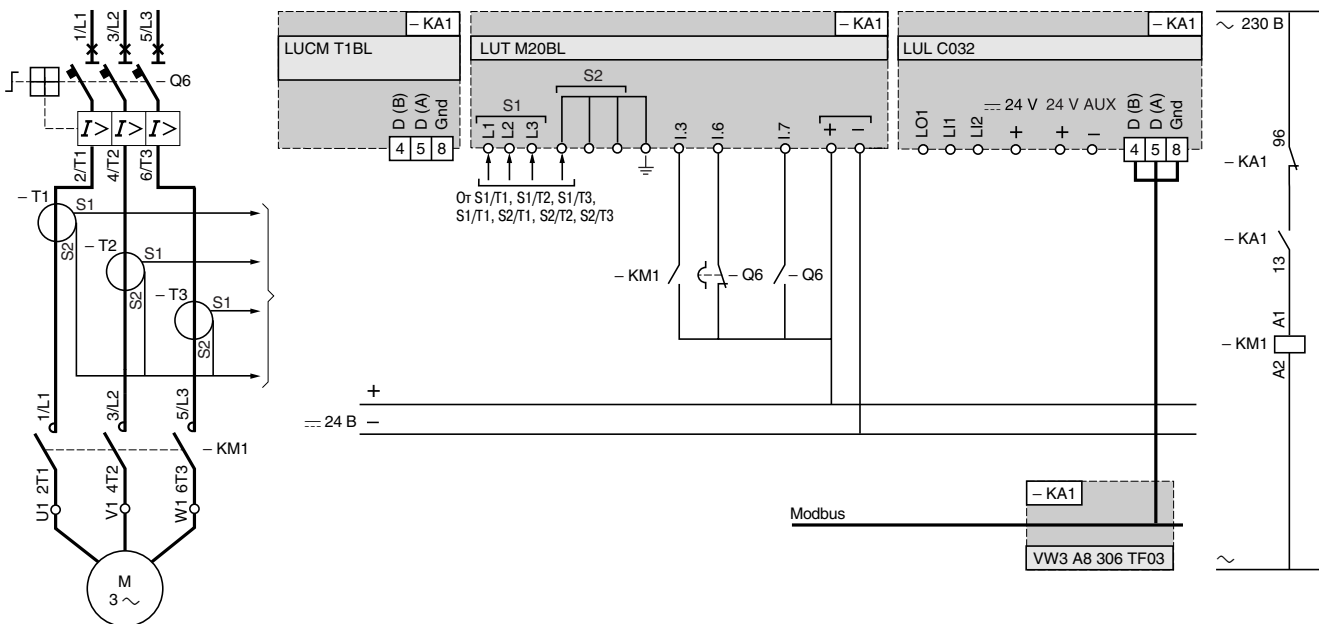 1/L1
3/L2
5/L3
– Q6
I>
I>
I>
2/T1
4/T2
6/T3
– T1
S1
S2
– T2
S1
S2
– T3
S1
S2
1/L1
3/L2
5/L3
– KM1
2T1
4T2
6T3
U1
V1
W1
M
3 ~
– KA1
LUCM T1BL
D (B)
D (A)
Gnd
4 5 8
– KA1
LUT M20BL
S2
S1
L1
L2
L3
I.3
I.6
I.7
+ –
От S1/T1, S1/T2, S1/T3,
S1/T1, S2/T1, S2/T2, S2/T3
– KM1
– Q6
– Q6
– KA1
LUL C032
24 V 24 V AUX
LO1
LI1
LI2
+ + –
D (B)
D (A)
Gnd
4 5 8
+
24 В –
Modbus
– KA1
VW3 A8 306 TF03
~ 230 В
96
– KA1
– KA1
13
A1
– KM1
A2
~